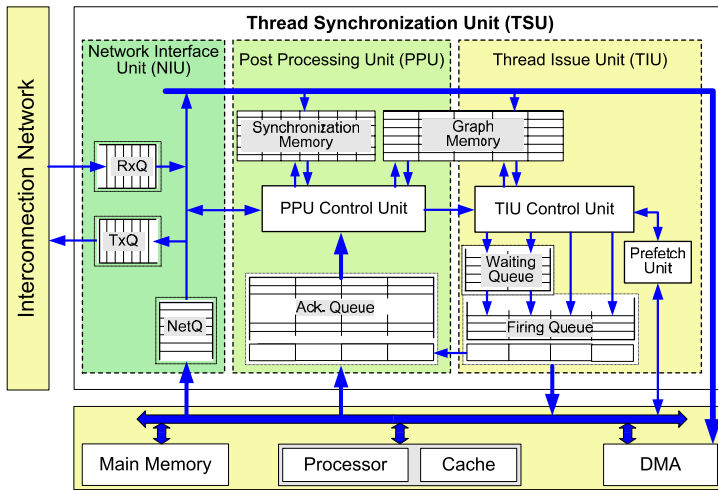 Thread Synchronization Unit (TSU)
Interconnection Network
Network Interface
Unit (NIU)
Post Processing Unit (PPU)
Thread Issue Unit (TIU)
Synchronization
Memory
Graph
Memory
RxQ
PPU Control Unit
TIU Control Unit
TxQ
Waiting
Queue
Prefetch
Unit
NetQ
Ack. Queue
Firing Queue
Main Memory
Processor
Cache
DMA